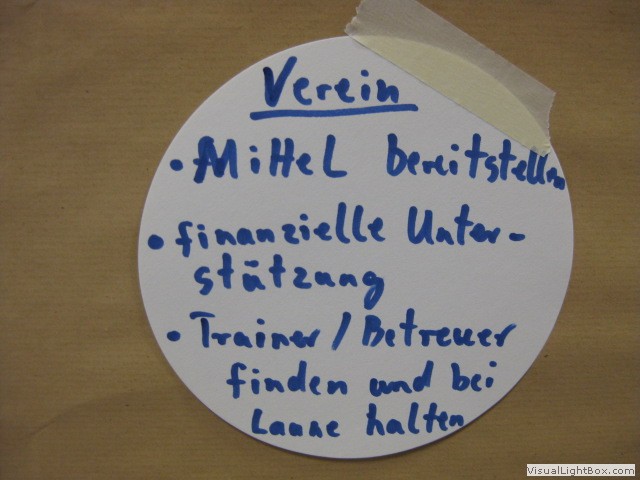 Verein
• Mittel bereitstellen
• finanzielle Unter-
stützung
• Trainer / Betreuer
finden und bei
Laune halten
VisualLightBox.com